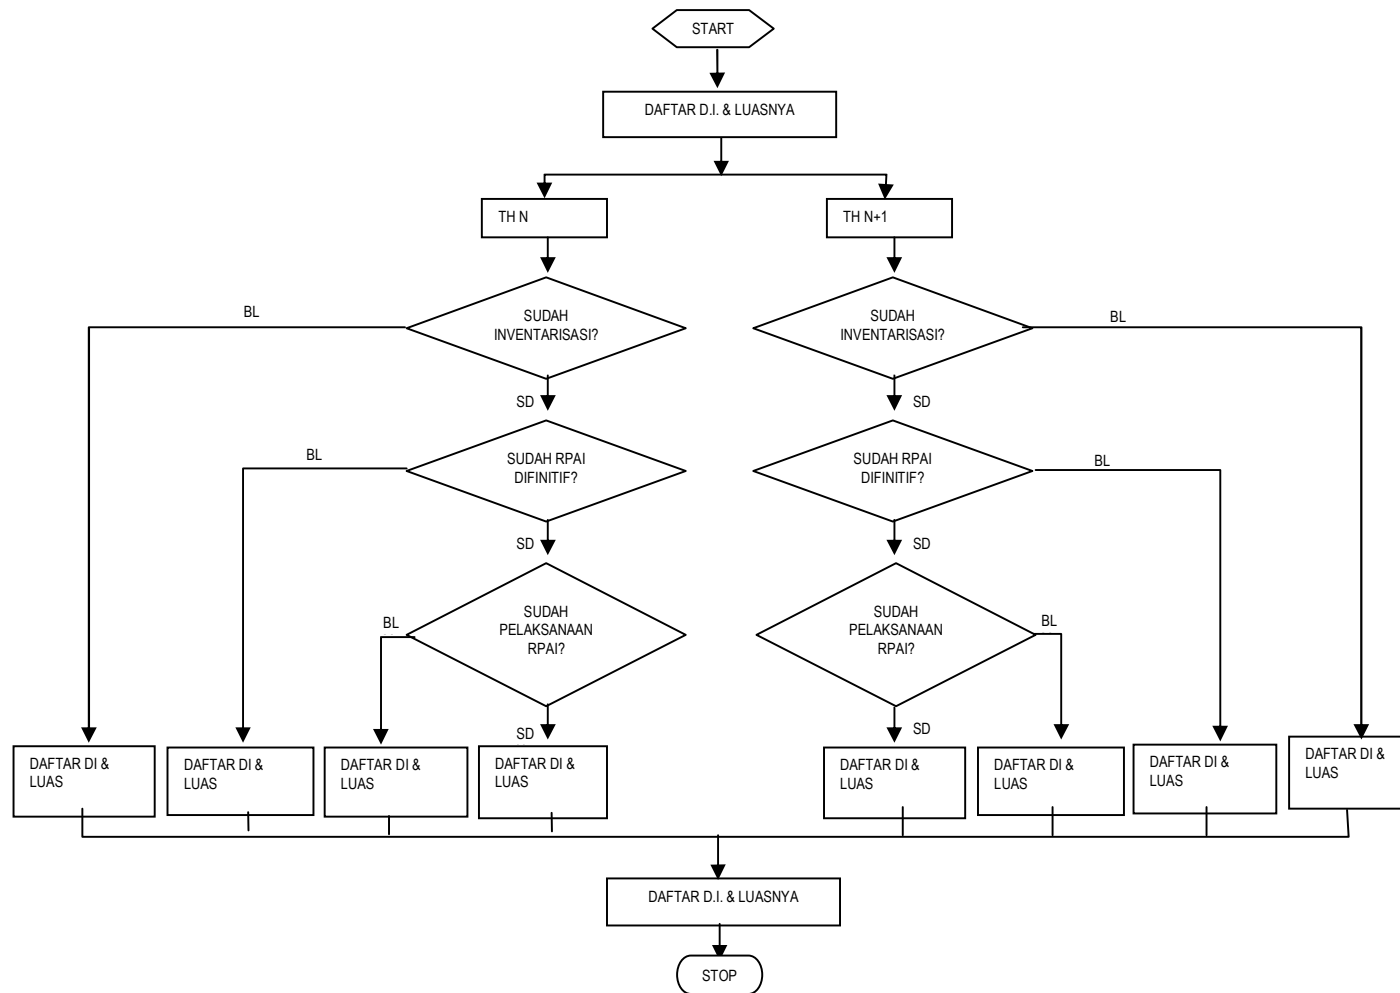 START
DAFTAR D.I. & LUASNYA
TH N
TH N+1
BL
SUDAH
INVENTARISASI?
SUDAH
INVENTARISASI?
BL
SD
SD
BL
SUDAH RPAI
DIFINITIF?
SUDAH RPAI
DIFINITIF?
BL
SD
SD
BL
SUDAH
PELAKSANAAN
RPAI?
SUDAH
PELAKSANAAN
RPAI?
BL
SD
SD
DAFTAR DI &
LUAS
DAFTAR DI &
LUAS
DAFTAR DI &
LUAS
DAFTAR DI &
LUAS
DAFTAR DI &
LUAS
DAFTAR DI &
LUAS
DAFTAR DI &
LUAS
DAFTAR DI &
LUAS
DAFTAR D.I. & LUASNYA
STOP